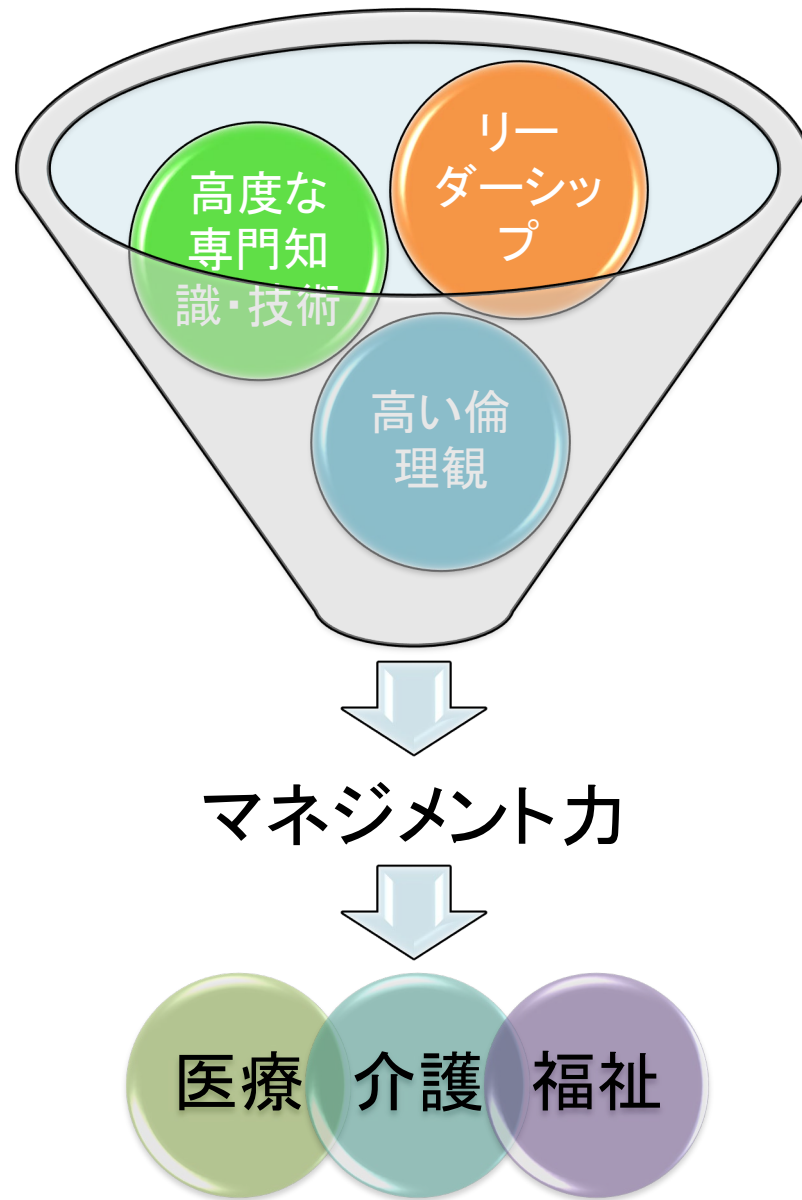 リー
ダーシッ
プ
高度な
専門知
識・技術
高い倫
理観
マネジメント力
医療
介護
福祉